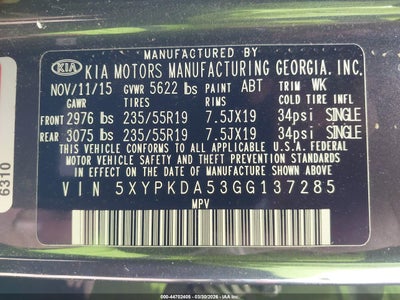 MANUFACTURED BY
KIA KIA MOTORS MANUFACTURING GEORGIA. INC.
NOV/11/15 GVWR 5622 lbs PAINT ABT TRIM WK
GAWR TIRES RIMS
FRONT 2976 lbs 235/55R19 7.5JX19 34psi SINGLE
REAR 3075 lbs 235/55R19 7.5JX19 34psi SINGLE
THIS VEHICLE CONFORMS TO ALL APPLICABLE U.S.A. FEDERAL
MOTOR VEHICLE SAFETY AND THEFT PREVENTION STANDARDS
IN EFFECT ON THE DATE OF MANUFACTURE SHOWN ABOVE.
VIN 5XYPKDA53GG137285
MPV
6310
000-44702405 - 03/30/2026 - IAA Inc.